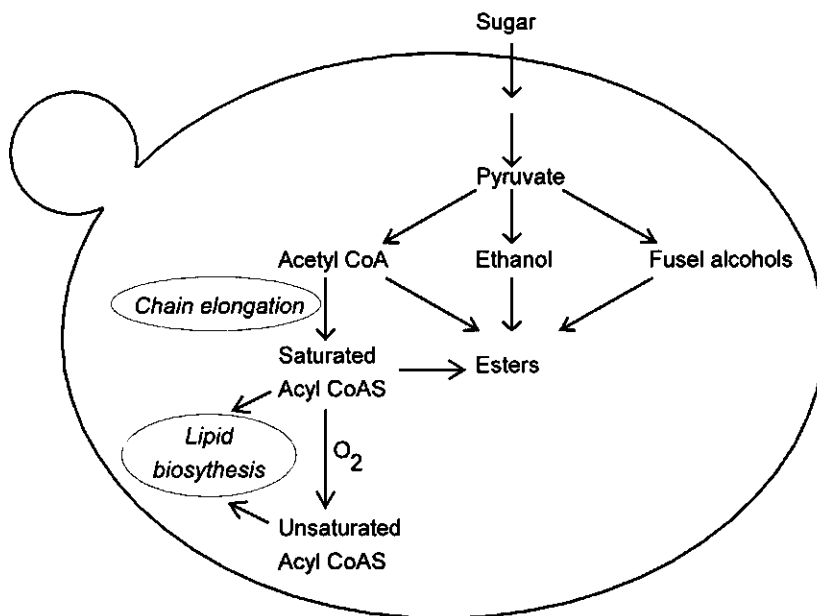 Sugar
Pyruvate
Acetyl CoA
Ethanol
Fusel alcohols
Chain elongation
Saturated
Acyl CoAS
Esters
Lipid
biosythesis
O2
Unsaturated
Acyl CoAS